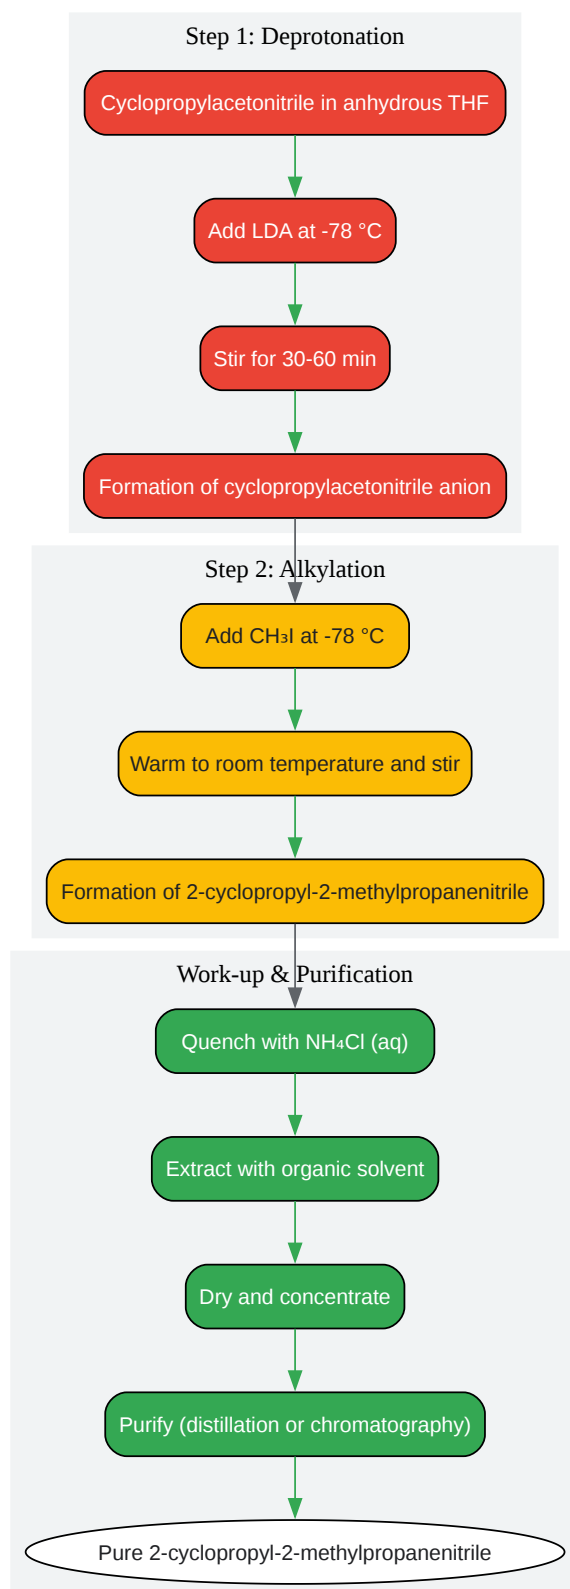 Step 1: Deprotonation
Cyclopropylacetonitrile in anhydrous THF
Add LDA at -78 °C
Stir for 30-60 min
Formation of cyclopropylacetonitrile anion
Step 2: Alkylation
Add CH₃I at -78 °C
Warm to room temperature and stir
Formation of 2-cyclopropyl-2-methylpropanenitrile
Work-up & Purification
Quench with NH₄Cl (aq)
Extract with organic solvent
Dry and concentrate
Purify (distillation or chromatography)
Pure 2-cyclopropyl-2-methylpropanenitrile